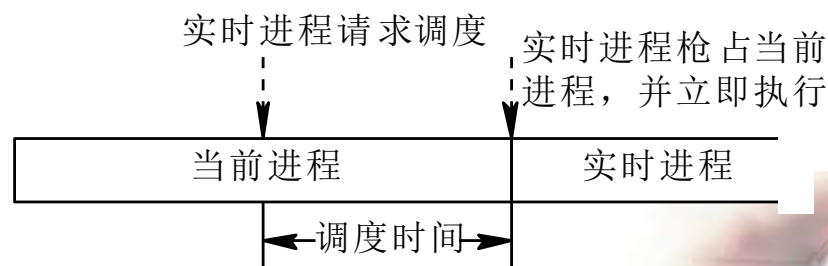 实时进程请求调度
实时进程枪占当前
进程，并立即执行
当前进程
实时进程
调度时间